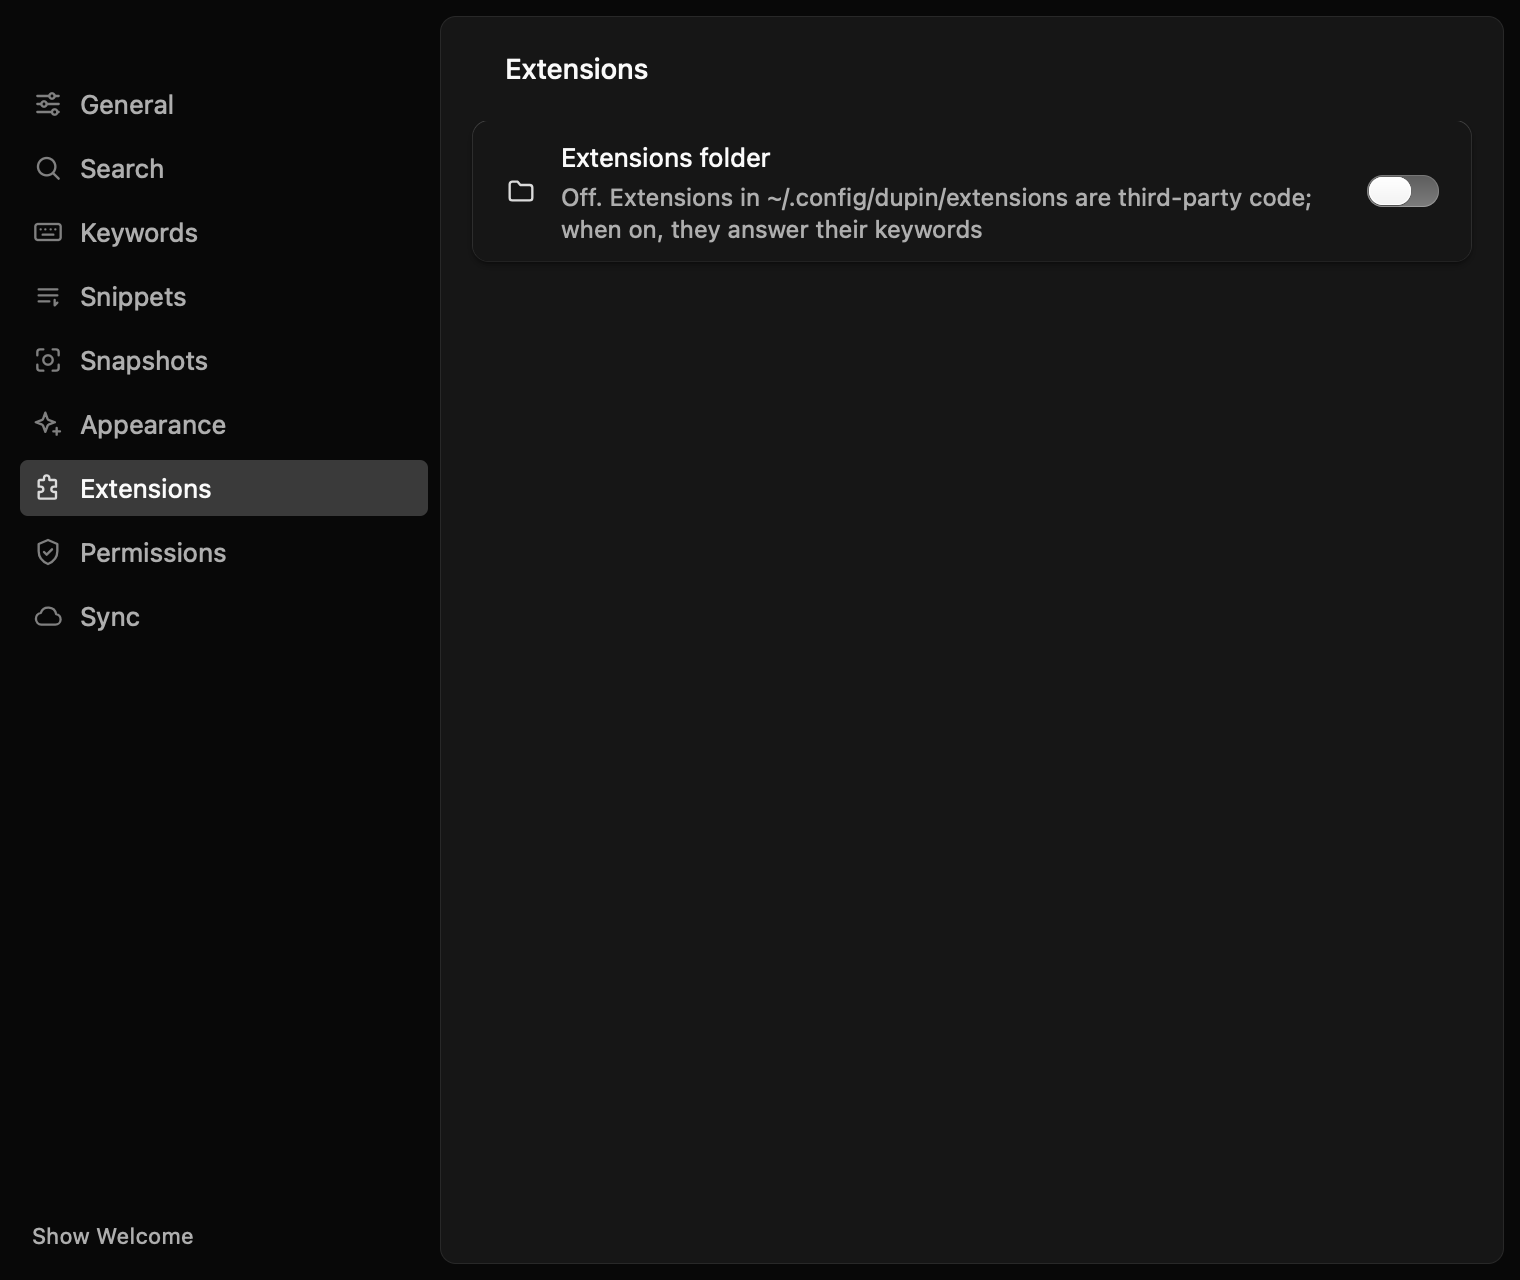 General
Search
Keywords
Snippets
Snapshots
Appearance
Extensions
Permissions
Sync
Show Welcome
Extensions
Extensions folder
Off. Extensions in ~/.config/dupin/extensions are third-party code;
when on, they answer their keywords